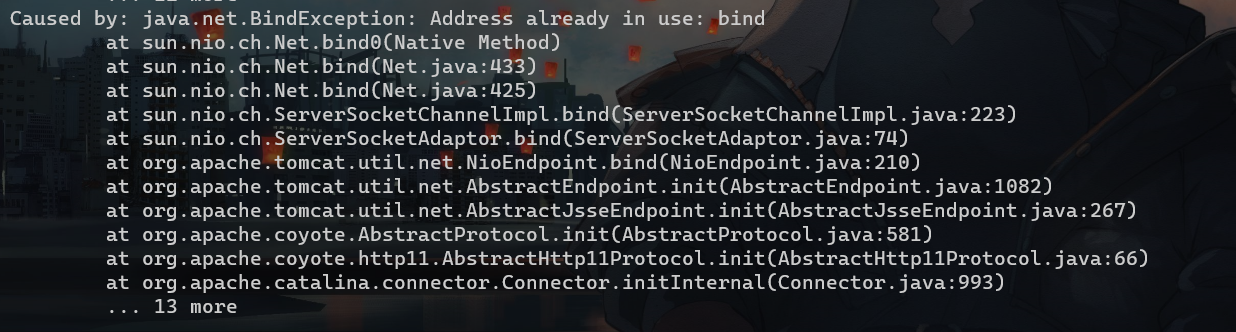 Caused by: java.net.BindException: Address already in use: bind
        at sun.nio.ch.Net.bind0(Native Method)
        at sun.nio.ch.Net.bind(Net.java:433)
        at sun.nio.ch.Net.bind(Net.java:425)
        at sun.nio.ch.ServerSocketChannelImpl.bind(ServerSocketChannelImpl.java:223)
        at sun.nio.ch.ServerSocketAdaptor.bind(ServerSocketAdaptor.java:74)
        at org.apache.tomcat.util.net.NioEndpoint.bind(NioEndpoint.java:210)
        at org.apache.tomcat.util.net.AbstractEndpoint.init(AbstractEndpoint.java:1082)
        at org.apache.tomcat.util.net.AbstractJsseEndpoint.init(AbstractJsseEndpoint.java:267)
        at org.apache.coyote.AbstractProtocol.init(AbstractProtocol.java:581)
        at org.apache.coyote.http11.AbstractHttp11Protocol.init(AbstractHttp11Protocol.java:66)
        at org.apache.catalina.connector.Connector.initInternal(Connector.java:993)
        ... 13 more